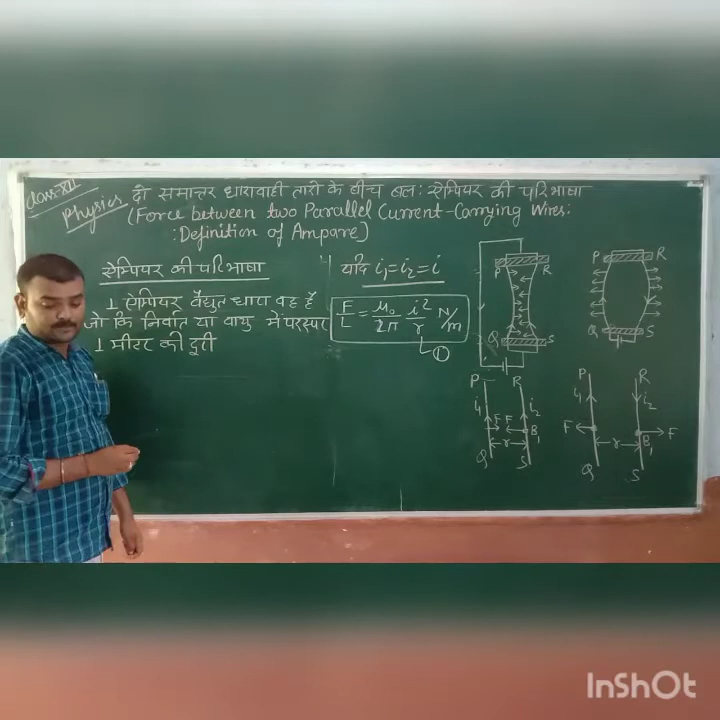 Class-XII
Physics
दो समान्तर धारावाही तारों के बीच बल: ऐम्पियर की परिभाषा
(Force between two Parallel Current-Carrying Wires:
:Definition of Ampare)
ऐम्पियर की परिभाषा
1 ऐम्पियर वैद्युत धारा वह है
जो कि निर्वात या वायु में परस्पर
1 मीटर की दूरी
यदि i₁=i₂=i
F/L = μ₀/2π i²/r N/m
①
P R
Q S
P R
Q S
P R
i₁ i₂
F F
B₁
r
Q S
P R
i₁ i₂
F F
r B₁
Q S
InShOt